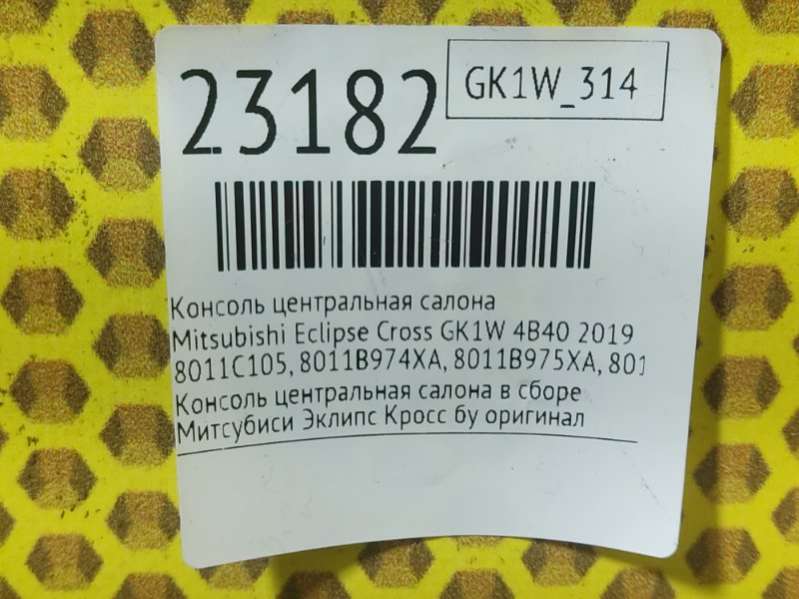 23182
GK1W_314
Консоль центральная салона
Mitsubishi Eclipse Cross GK1W 4B40 2019
8011C105, 8011B974XA, 8011B975XA, 801
Консоль центральная салона в сборе
Митсубиси Эклипс Кросс бу оригинал